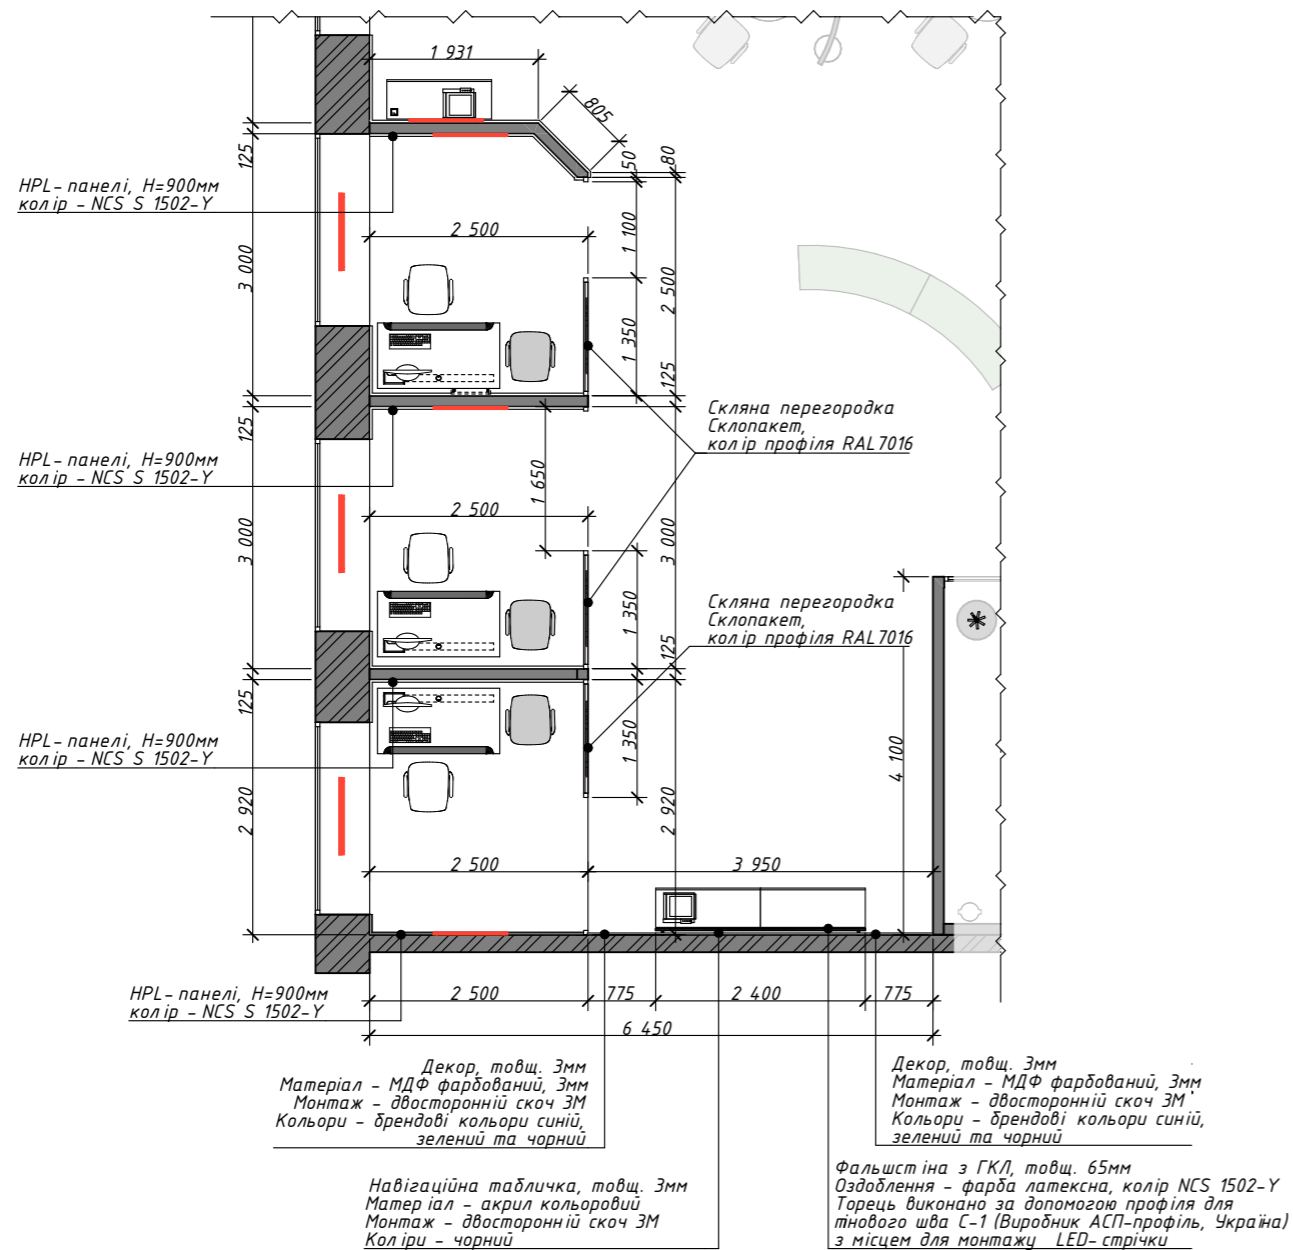 1 931
805
125
50
80
HPL- панелі, H=900мм
колір - NCS S 1502-Y
2 500
1 100
3 000
2 500
1 350
125
Скляна перегородка
Склопакет,
колір профіля RAL7016
125
HPL- панелі, H=900мм
колір - NCS S 1502-Y
1 650
2 500
3 000
3 000
Скляна перегородка
Склопакет,
колір профіля RAL7016
1 350
125
125
HPL- панелі, H=900мм
колір - NCS S 1502-Y
1 350
4 100
2 920
2 920
2 500
3 950
HPL- панелі, H=900мм
колір - NCS S 1502-Y
2 500
775
2 400
775
6 450
Декор, товщ. 3мм
Матеріал - МДФ фарбований, 3мм
Монтаж - двосторонній скоч 3М
Кольори - брендові кольори синій,
зелений та чорний
Декор, товщ. 3мм
Матеріал - МДФ фарбований, 3мм
Монтаж - двосторонній скоч 3М
Кольори - брендові кольори синій,
зелений та чорний
Навігаційна табличка, товщ. 3мм
Матеріал - акрил кольоровий
Монтаж - двосторонній скоч 3М
Коліри - чорний
Фальшстіна з ГКЛ, товщ. 65мм
Оздоблення - фарба латексна, колір NCS 1502-Y
Торець виконано за допомогою профіля для
тінового шва С-1 (Виробник АСП-профіль, Україна)
з місцем для монтажу LED- стрічки